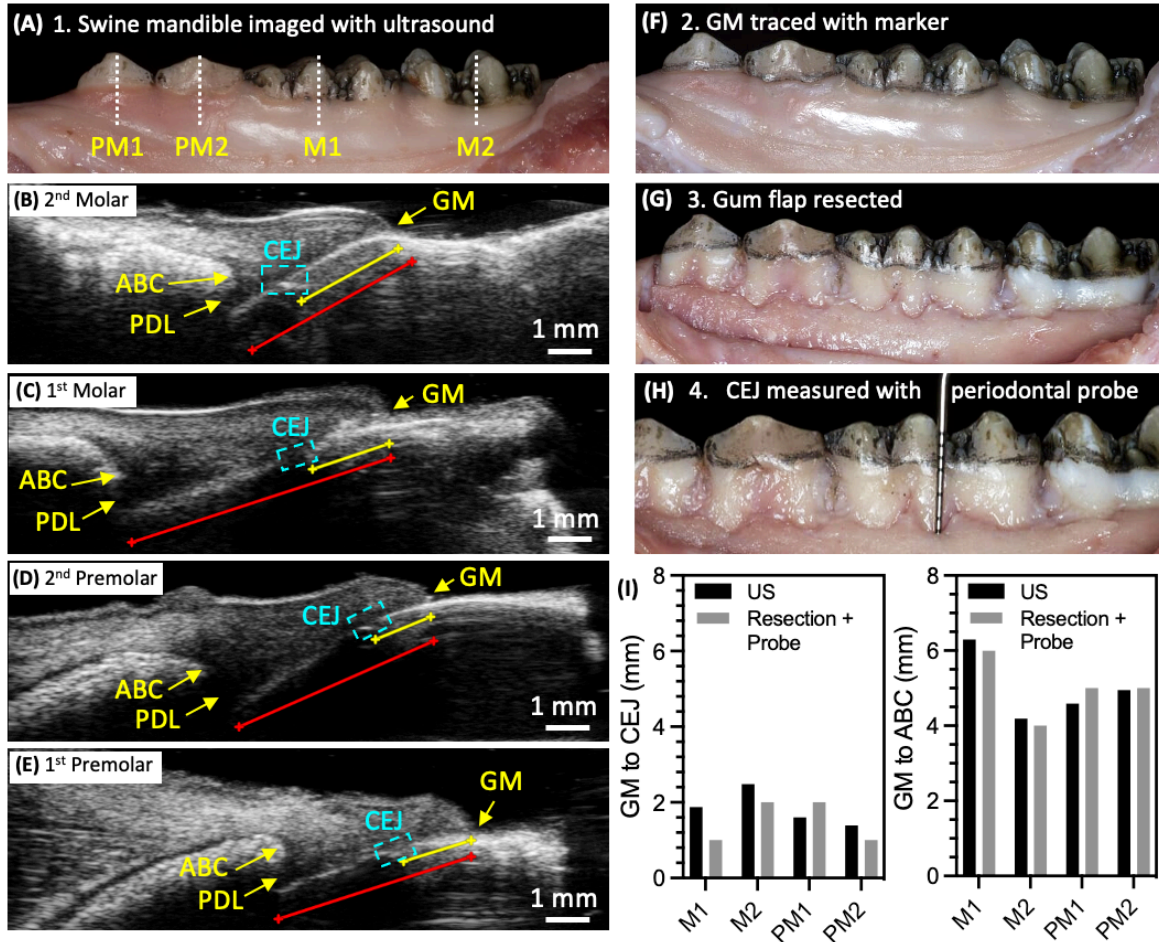 (A) 1. Swine mandible imaged with ultrasound
PM1
PM2
M1
M2
(B) 2nd Molar
GM
CEJ
ABC
PDL
1 mm
(C) 1st Molar
GM
CEJ
ABC
PDL
1 mm
(D) 2nd Premolar
GM
CEJ
ABC
PDL
1 mm
(E) 1st Premolar
GM
CEJ
ABC
PDL
1 mm
(F) 2. GM traced with marker
(G) 3. Gum flap resected
(H) 4. CEJ measured with periodontal probe
(I)
GM to CEJ (mm)
8
6
4
2
0
US
Resection +
Probe
M1
M2
PM1
PM2
GM to ABC (mm)
8
6
4
2
0
US
Resection +
Probe
M1
M2
PM1
PM2